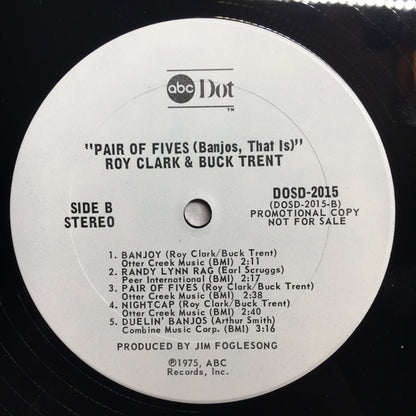 abc Dot
TM
"PAIR OF FIVES (Banjos, That Is)"
ROY CLARK & BUCK TRENT
SIDE B
STEREO
DOSD-2015
(DOSD-2015-B)
PROMOTIONAL COPY
NOT FOR SALE
1. BANJOY (Roy Clark/Buck Trent)
Otter Creek Music (BMI) 2:11
2. RANDY LYNN RAG (Earl Scruggs)
Peer International (BMI) 2:17
3. PAIR OF FIVES (Roy Clark/Buck Trent)
Otter Creek Music (BMI) 2:38
4. NIGHTCAP (Roy Clark/Buck Trent)
Otter Creek Music (BMI) 2:40
5. DUELIN' BANJOS (Arthur Smith)
Combine Music Corp. (BMI) 3:16
PRODUCED BY JIM FOGLESONG
Ⓟ1975, ABC
Records, Inc.